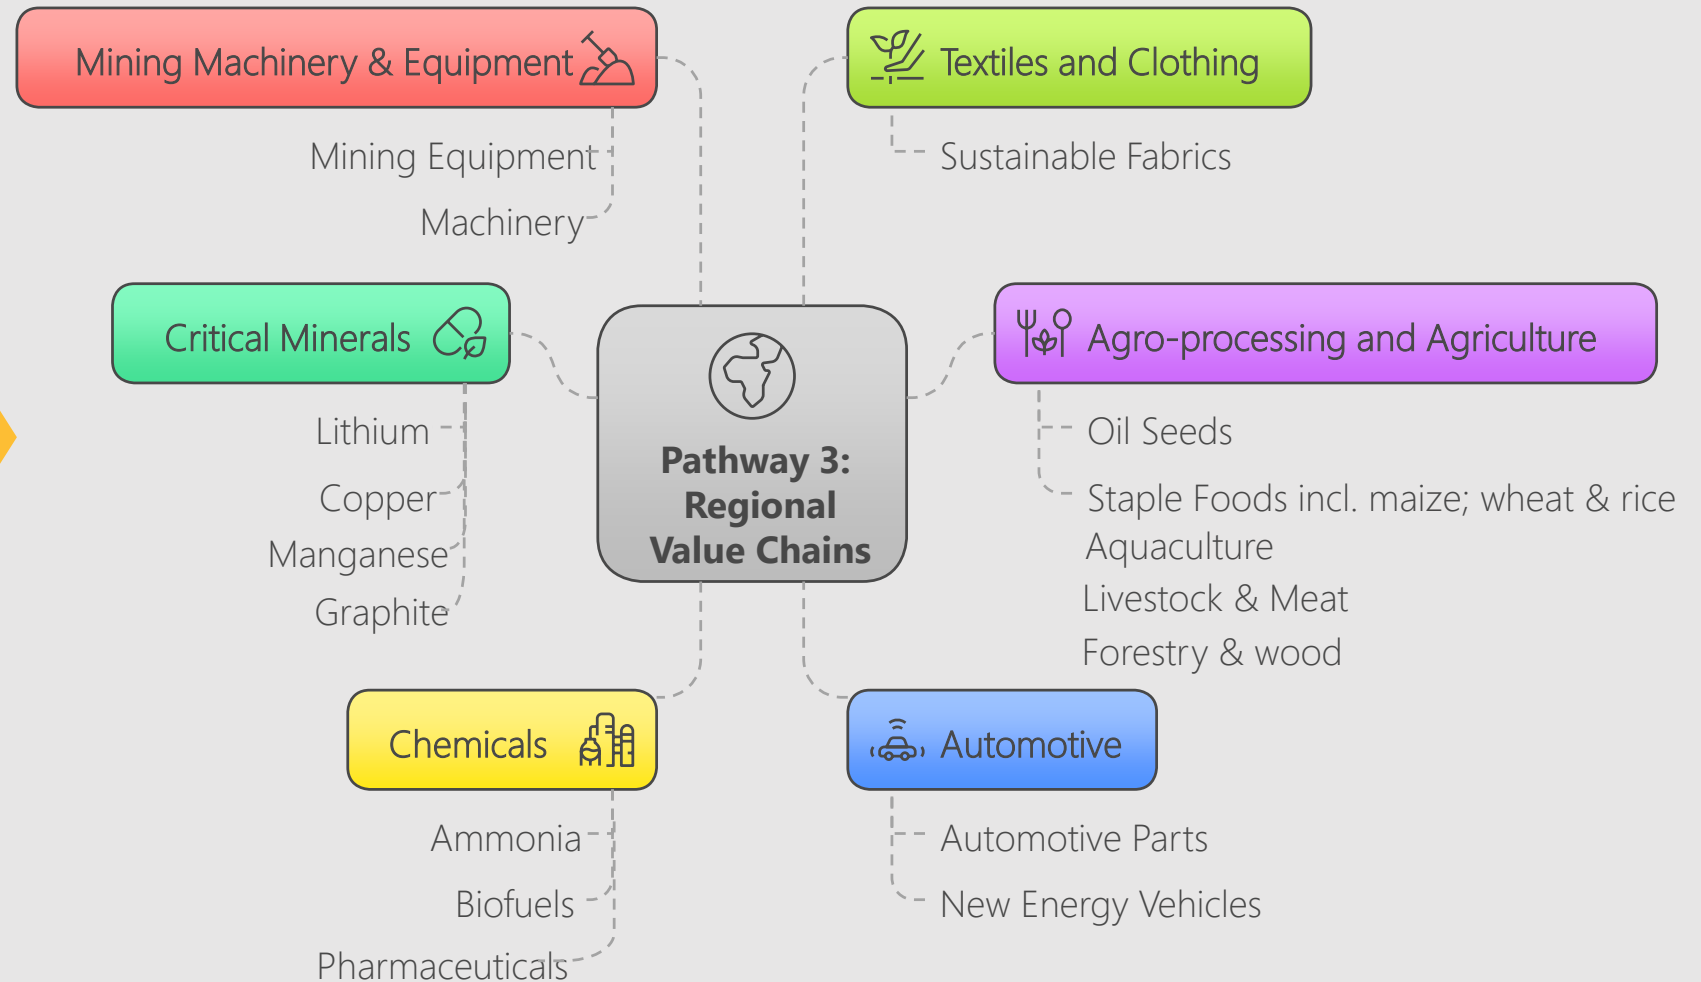 Mining Machinery & Equipment
Mining Equipment
Machinery
Textiles and Clothing
Sustainable Fabrics
Critical Minerals
Lithium
Copper
Manganese
Graphite
Pathway 3:
Regional
Value Chains
Agro-processing and Agriculture
Oil Seeds
Staple Foods incl. maize; wheat & rice
Aquaculture
Livestock & Meat
Forestry & wood
Chemicals
Ammonia
Biofuels
Pharmaceuticals
Automotive
Automotive Parts
New Energy Vehicles